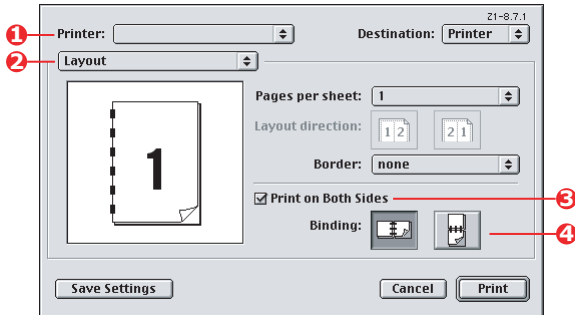 Z1-8.7.1
1 Printer: Destination: Printer
2 Layout
Pages per sheet: 1
Layout direction: 1 2 2 1
1
Border: none
Print on Both Sides 3
Binding: 4
Save Settings Cancel Print